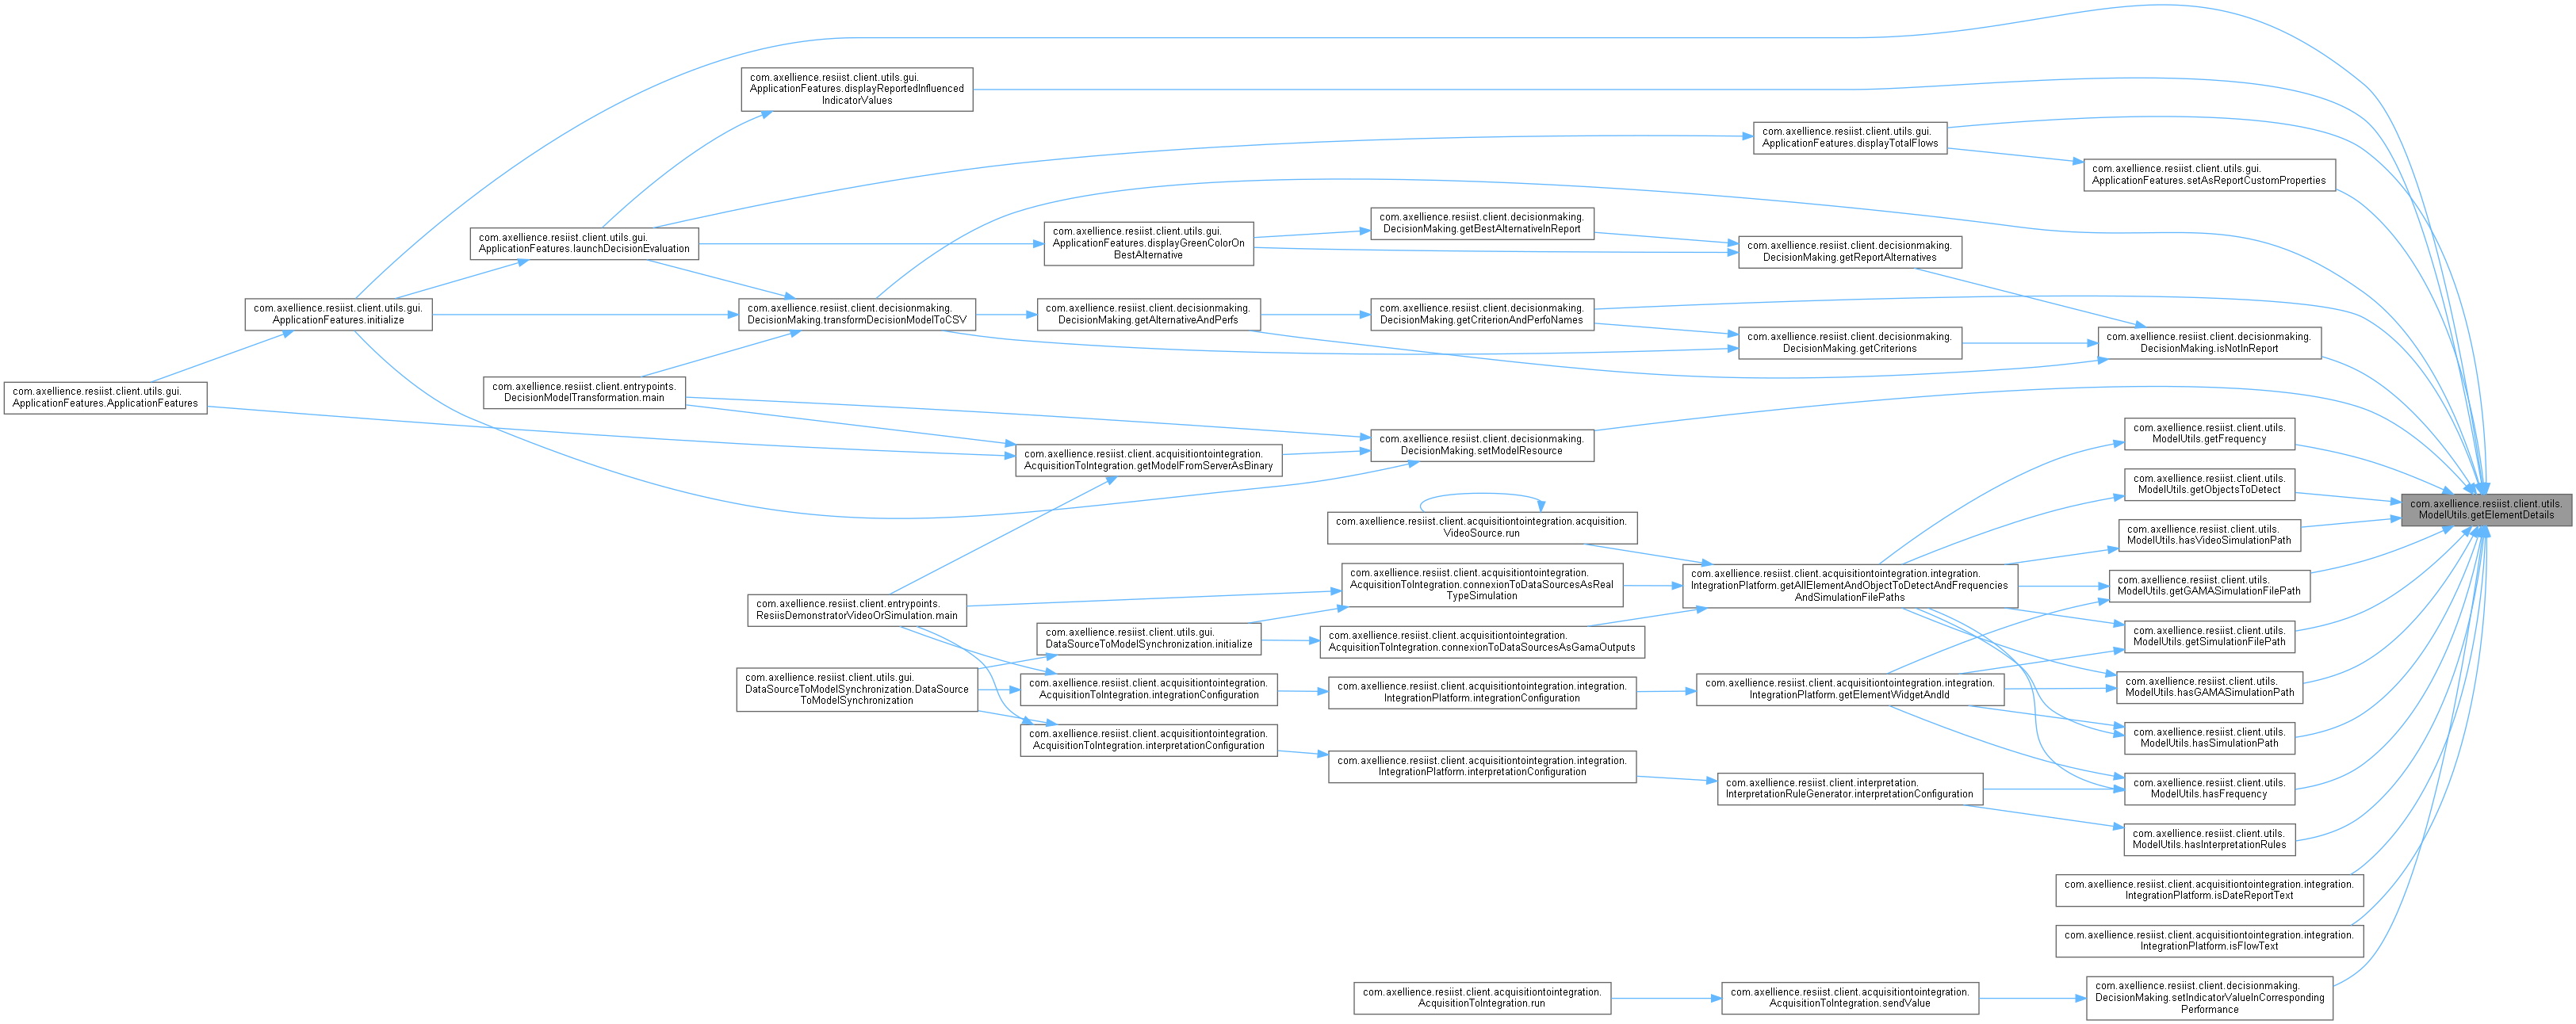 com.axellience.resiist.client.utils.gui.
ApplicationFeatures.displayReportedInfluenced
IndicatorValues
com.axellience.resiist.client.utils.gui.
ApplicationFeatures.displayTotalFlows
com.axellience.resiist.client.utils.gui.
ApplicationFeatures.setAsReportCustomProperties
com.axellience.resiist.client.utils.gui.
ApplicationFeatures.launchDecisionEvaluation
com.axellience.resiist.client.utils.gui.
ApplicationFeatures.displayGreenColorOn
BestAlternative
com.axellience.resiist.client.decisionmaking.
DecisionMaking.getBestAlternativeInReport
com.axellience.resiist.client.decisionmaking.
DecisionMaking.getReportAlternatives
com.axellience.resiist.client.utils.gui.
ApplicationFeatures.initialize
com.axellience.resiist.client.decisionmaking.
DecisionMaking.transformDecisionModelToCSV
com.axellience.resiist.client.decisionmaking.
DecisionMaking.getAlternativeAndPerfs
com.axellience.resiist.client.decisionmaking.
DecisionMaking.getCriterionAndPerfoNames
com.axellience.resiist.client.decisionmaking.
DecisionMaking.getCriterions
com.axellience.resiist.client.decisionmaking.
DecisionMaking.isNotInReport
com.axellience.resiist.client.utils.gui.
ApplicationFeatures.ApplicationFeatures
com.axellience.resiist.client.entrypoints.
DecisionModelTransformation.main
com.axellience.resiist.client.acquisitiontointegration.
AcquisitionToIntegration.getModelFromServerAsBinary
com.axellience.resiist.client.decisionmaking.
DecisionMaking.setModelResource
com.axellience.resiist.client.utils.
ModelUtils.getFrequency
com.axellience.resiist.client.utils.
ModelUtils.getObjectsToDetect
com.axellience.resiist.client.utils.
ModelUtils.getElementDetails
com.axellience.resiist.client.acquisitiontointegration.acquisition.
VideoSource.run
com.axellience.resiist.client.utils.
ModelUtils.hasVideoSimulationPath
com.axellience.resiist.client.acquisitiontointegration.
AcquisitionToIntegration.connexionToDataSourcesAsReal
TypeSimulation
com.axellience.resiist.client.acquisitiontointegration.integration.
IntegrationPlatform.getAllElementAndObjectToDetectAndFrequencies
AndSimulationFilePaths
com.axellience.resiist.client.utils.
ModelUtils.getGAMASimulationFilePath
com.axellience.resiist.client.entrypoints.
ResiisDemonstratorVideoOrSimulation.main
com.axellience.resiist.client.utils.gui.
DataSourceToModelSynchronization.initialize
com.axellience.resiist.client.acquisitiontointegration.
AcquisitionToIntegration.connexionToDataSourcesAsGamaOutputs
com.axellience.resiist.client.utils.
ModelUtils.getSimulationFilePath
com.axellience.resiist.client.utils.gui.
DataSourceToModelSynchronization.DataSource
ToModelSynchronization
com.axellience.resiist.client.acquisitiontointegration.
AcquisitionToIntegration.integrationConfiguration
com.axellience.resiist.client.acquisitiontointegration.integration.
IntegrationPlatform.integrationConfiguration
com.axellience.resiist.client.acquisitiontointegration.integration.
IntegrationPlatform.getElementWidgetAndId
com.axellience.resiist.client.utils.
ModelUtils.hasGAMASimulationPath
com.axellience.resiist.client.acquisitiontointegration.
AcquisitionToIntegration.interpretationConfiguration
com.axellience.resiist.client.utils.
ModelUtils.hasSimulationPath
com.axellience.resiist.client.acquisitiontointegration.integration.
IntegrationPlatform.interpretationConfiguration
com.axellience.resiist.client.interpretation.
InterpretationRuleGenerator.interpretationConfiguration
com.axellience.resiist.client.utils.
ModelUtils.hasFrequency
com.axellience.resiist.client.utils.
ModelUtils.hasInterpretationRules
com.axellience.resiist.client.acquisitiontointegration.integration.
IntegrationPlatform.isDateReportText
com.axellience.resiist.client.acquisitiontointegration.integration.
IntegrationPlatform.isFlowText
com.axellience.resiist.client.acquisitiontointegration.
AcquisitionToIntegration.run
com.axellience.resiist.client.acquisitiontointegration.
AcquisitionToIntegration.sendValue
com.axellience.resiist.client.decisionmaking.
DecisionMaking.setIndicatorValueInCorresponding
Performance